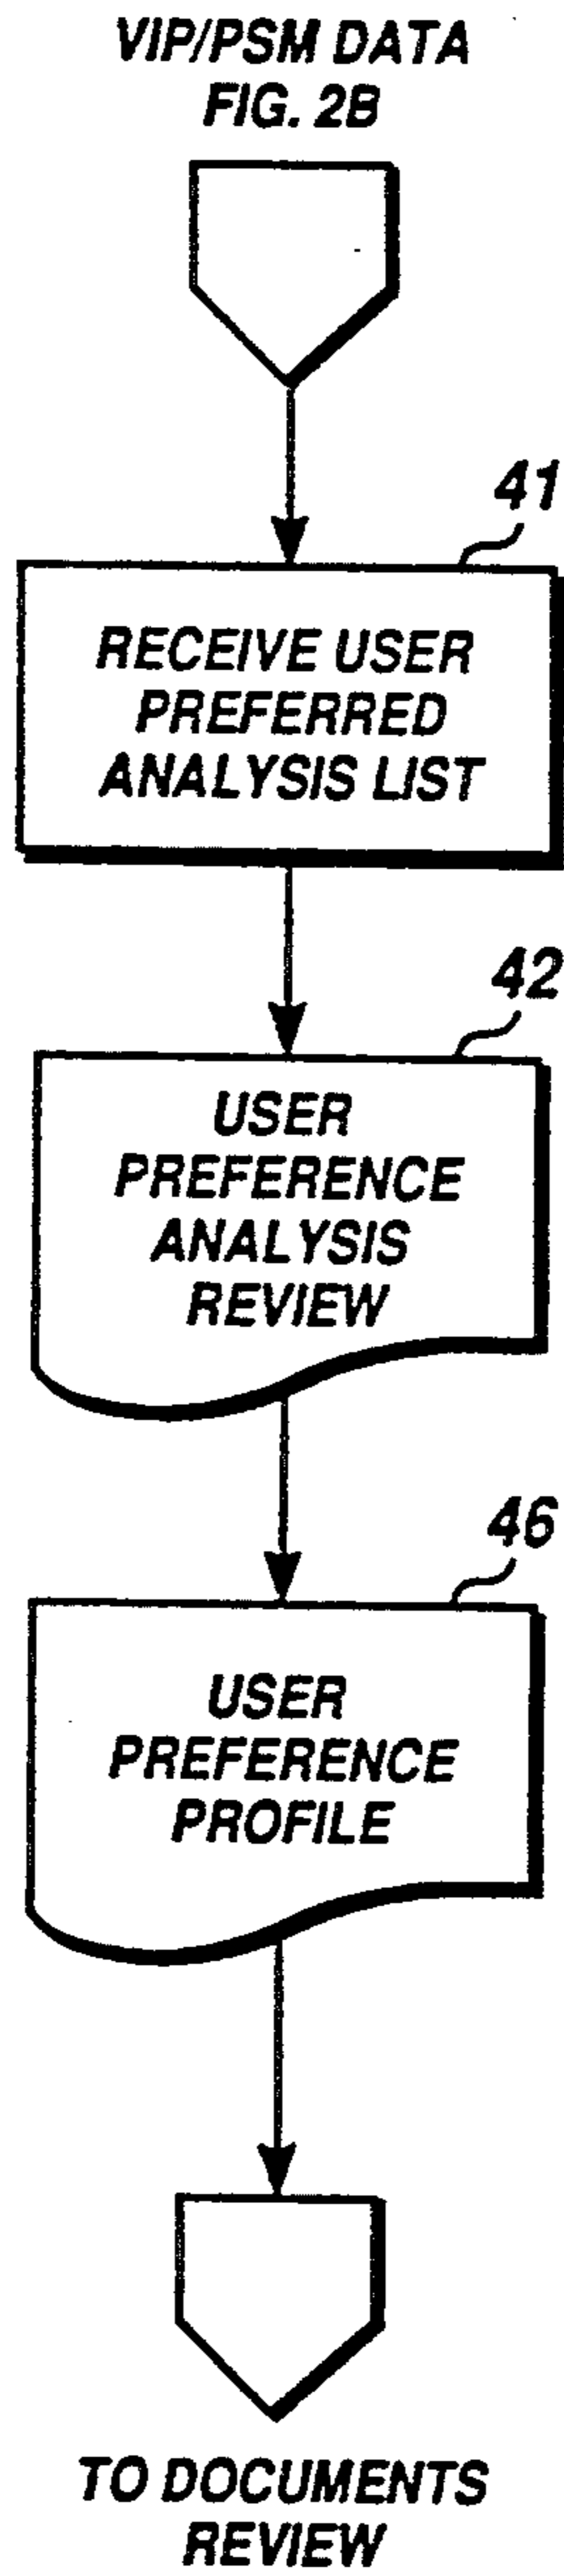 VIP/PSM DATA
FIG. 2B
41
RECEIVE USER
PREFERRED
ANALYSIS LIST
42
USER
PREFERENCE
ANALYSIS
REVIEW
46
USER
PREFERENCE
PROFILE
TO DOCUMENTS
REVIEW